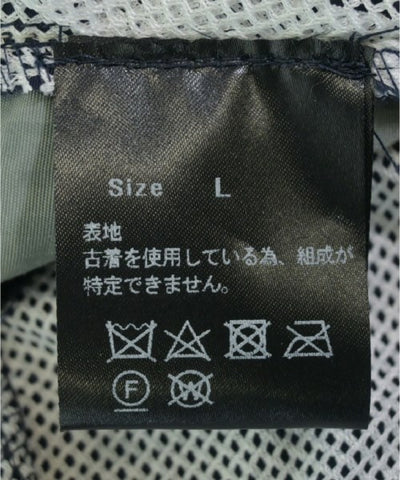 Size L
表地
古着を使用している為、組成が
特定できません。
F
W